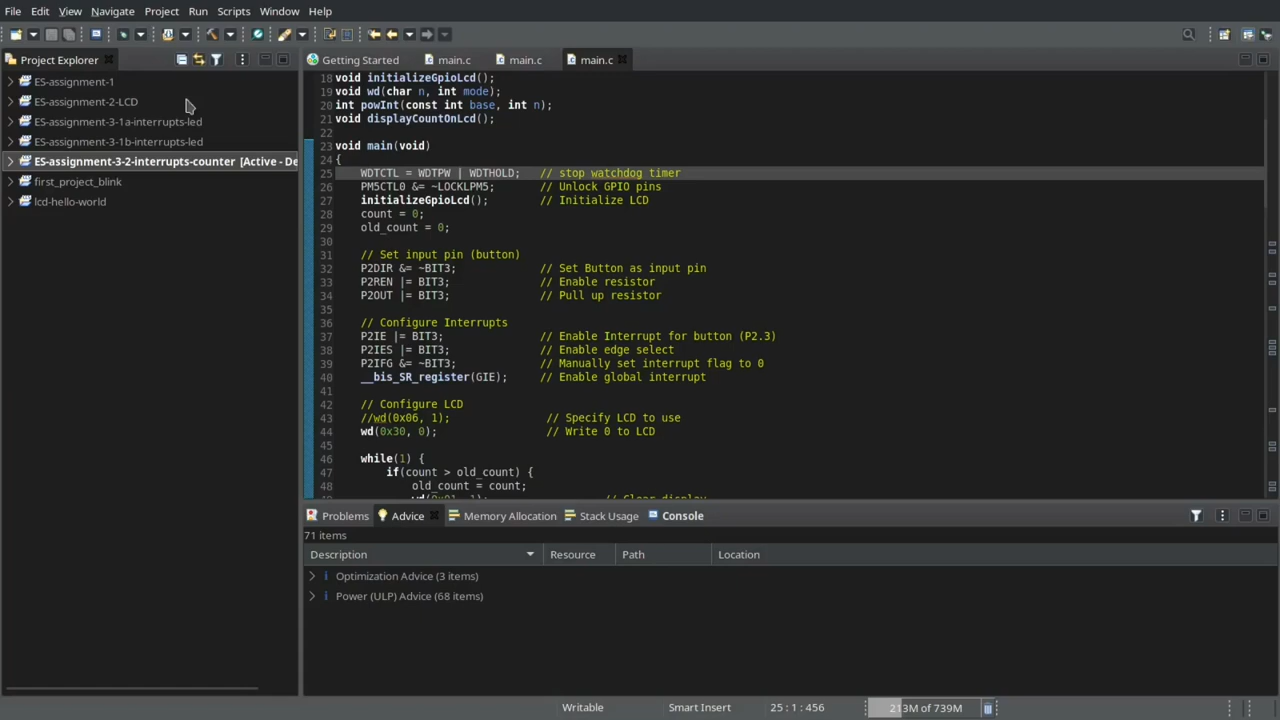 File Edit View Navigate Project Run Scripts Window Help
Project Explorer
Getting Started main.c main.c main.c
ES-assignment-1
ES-assignment-2-LCD
ES-assignment-3-1a-interrupts-led
ES-assignment-3-1b-interrupts-led
ES-assignment-3-2-interrupts-counter [Active - De
first_project_blink
lcd-hello-world
18 void initializeGpioLcd();
19 void wd(char n, int mode);
20 int powInt(const int base, int n);
21 void displayCountOnLcd();
22
23 void main(void)
24 {
25 WDTCTL = WDTPW | WDTHOLD; // stop watchdog timer
26 PM5CTL0 &= ~LOCKLPM5; // Unlock GPIO pins
27 initializeGpioLcd(); // Initialize LCD
28 count = 0;
29 old_count = 0;
30
31 // Set input pin (button)
32 P2DIR &= ~BIT3; // Set Button as input pin
33 P2REN |= BIT3; // Enable resistor
34 P2OUT |= BIT3; // Pull up resistor
35
36 // Configure Interrupts
37 P2IE |= BIT3; // Enable Interrupt for button (P2.3)
38 P2IES |= BIT3; // Enable edge select
39 P2IFG &= ~BIT3; // Manually set interrupt flag to 0
40 __bis_SR_register(GIE); // Enable global interrupt
41
42 // Configure LCD
43 //wd(0x06, 1); // Specify LCD to use
44 wd(0x30, 0); // Write 0 to LCD
45
46 while(1) {
47 if(count > old_count) {
48 old_count = count;
49 wd(0x01, 1); // Clear display
Problems Advice Memory Allocation Stack Usage Console
71 items
Description Resource Path Location
Optimization Advice (3 items)
Power (ULP) Advice (68 items)
Writable Smart Insert 25 : 1 : 456 213M of 739M